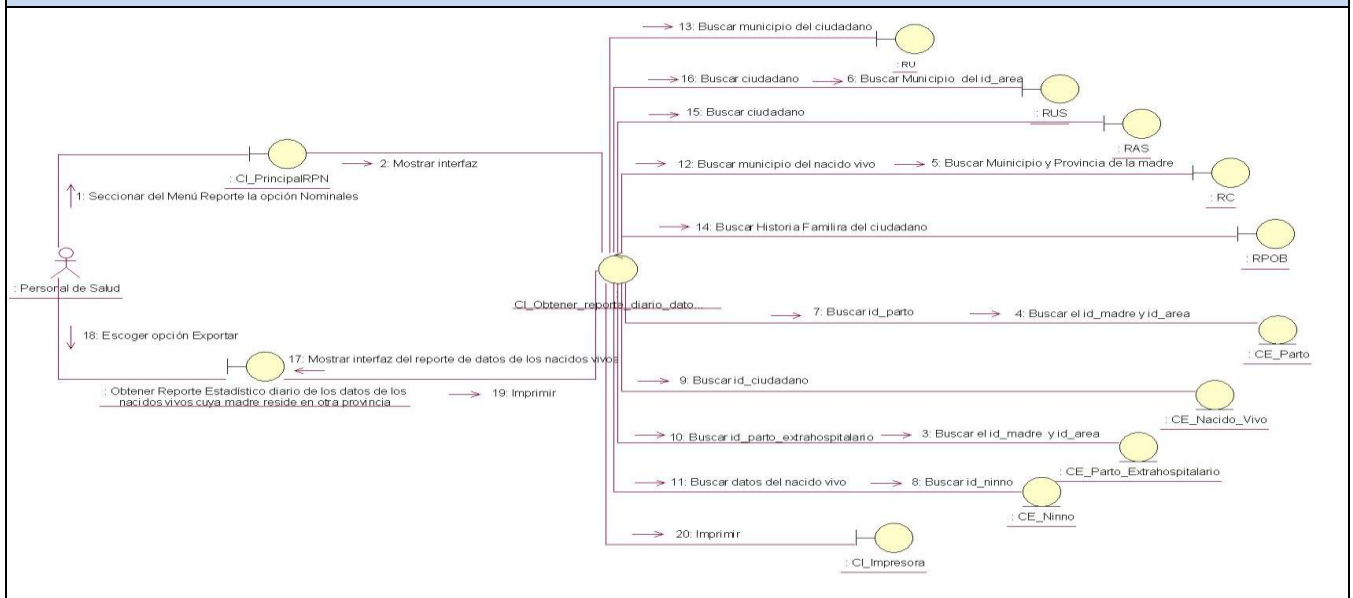 13: Buscar municipio del ciudadano
: RU
16: Buscar ciudadano
6: Buscar Municipio del id_area
: RUS
15: Buscar ciudadano
: RAS
2: Mostrar interfaz
: CI_PrincipalRPN
12: Buscar municipio del nacido vivo
5: Buscar Muinicipio y Provincia de la madre
: RC
1: Seccionar del Menú Reporte la opción Nominales
14: Buscar Historia Familira del ciudadano
: RPOB
: Personal de Salud
CI_Obtener_reporte_diario_dato...
7: Buscar id_parto
4: Buscar el id_madre y id_area
: CE_Parto
18: Escoger opción Exportar
17: Mostrar interfaz del reporte de datos de los nacidos vivos
: Obtener Reporte Estadístico diario de los datos de los
nacidos vivos cuya madre reside en otra provincia
19: Imprimir
9: Buscar id_ciudadano
: CE_Nacido_Vivo
10: Buscar id_parto_extrahospitalario
3: Buscar el id_madre y id_area
: CE_Parto_Extrahospitalario
11: Buscar datos del nacido vivo
8: Buscar id_ninno
: CE_Ninno
20: Imprimir
: CI_Impresora